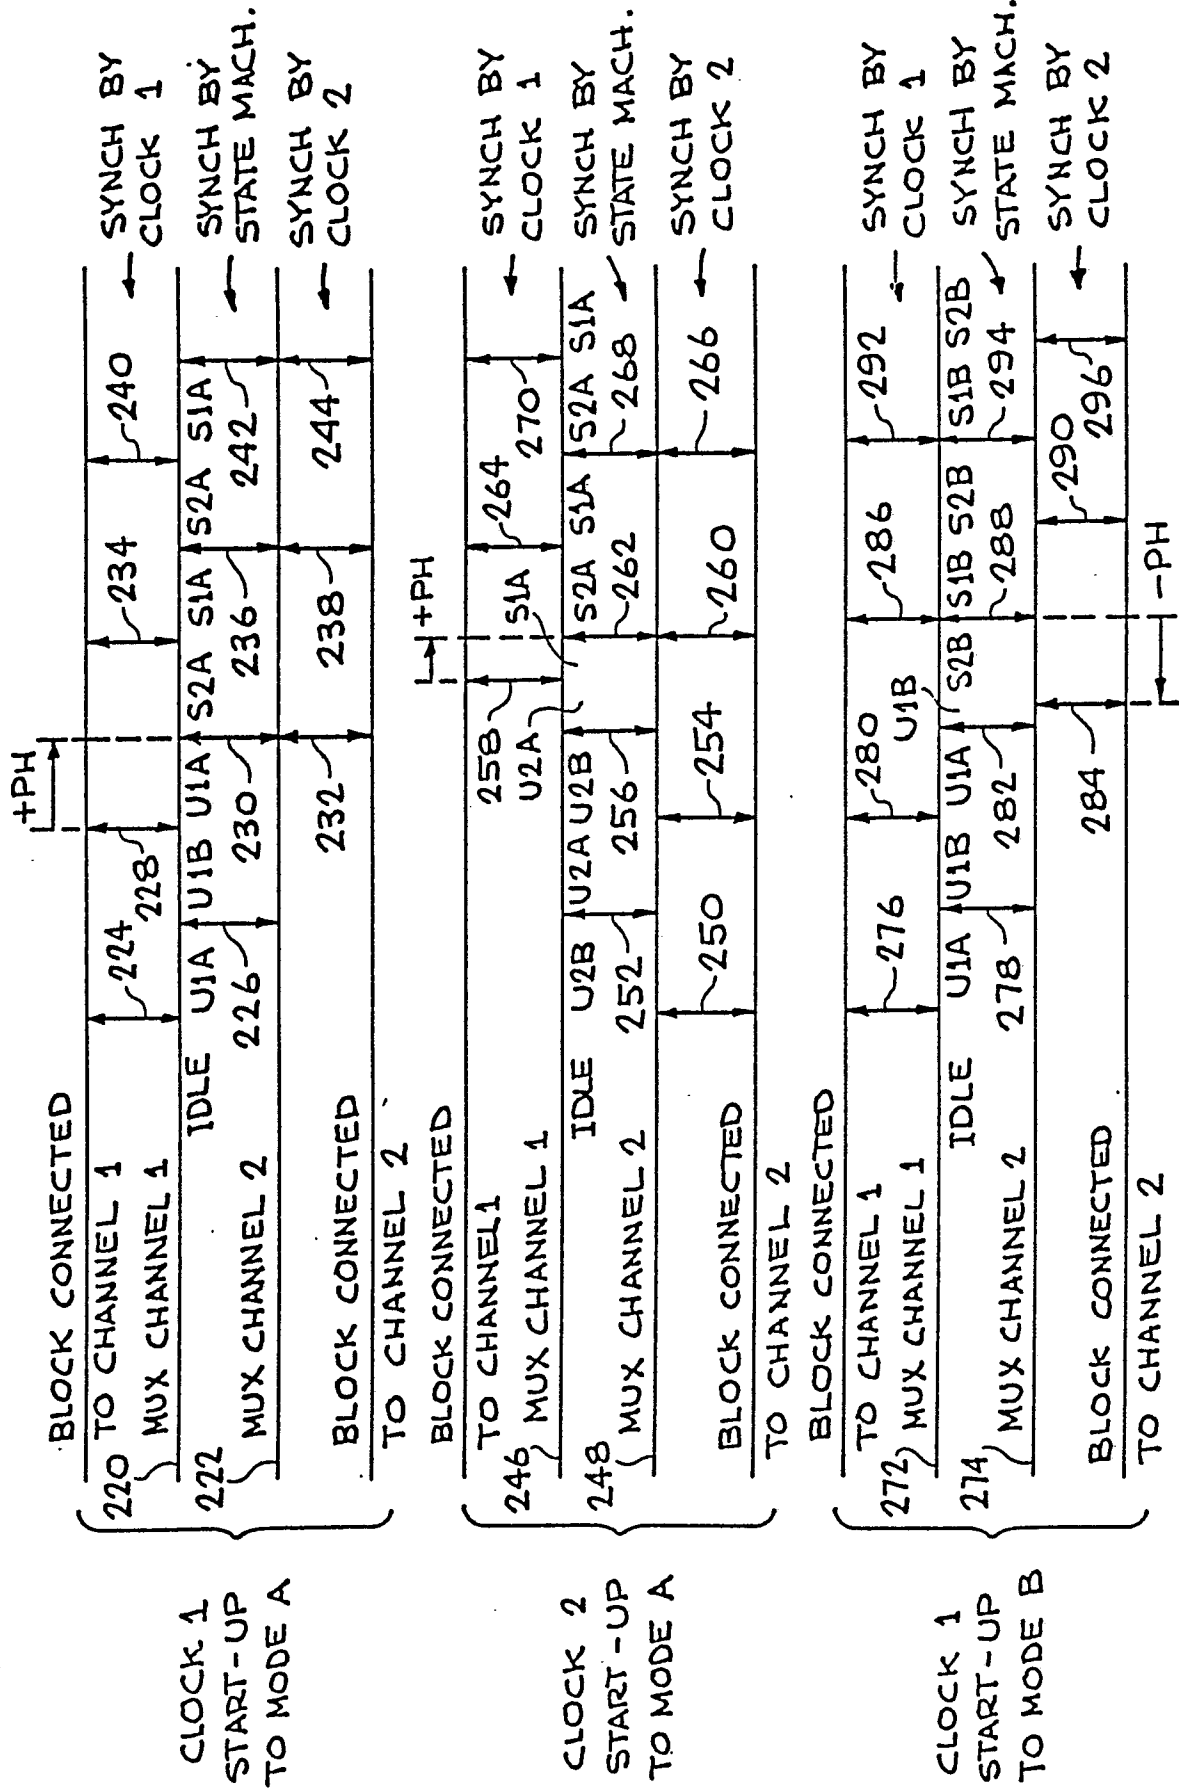 CLOCK 1
START-UP
TO MODE A
+PH
BLOCK CONNECTED
TO CHANNEL 1
220 MUX CHANNEL 1
224
228
234
240
SYNCH BY
CLOCK 1
IDLE U1A U1B U1A S2A S1A S2A S1A
222 MUX CHANNEL 2
226
230
236
242
SYNCH BY
STATE MACH.
BLOCK CONNECTED
TO CHANNEL 2
232
238
244
SYNCH BY
CLOCK 2
CLOCK 2
START-UP
TO MODE A
+PH
BLOCK CONNECTED
TO CHANNEL 1
246 MUX CHANNEL 1
258
U2A
S1A
264
270
SYNCH BY
CLOCK 1
IDLE U2B U2A U2B S2A S1A S2A S1A
248 MUX CHANNEL 2
252
256
262
268
SYNCH BY
STATE MACH.
BLOCK CONNECTED
TO CHANNEL 2
250
254
260
266
SYNCH BY
CLOCK 2
CLOCK 1
START-UP
TO MODE B
BLOCK CONNECTED
TO CHANNEL 1
272 MUX CHANNEL 1
276
280
U1B
286
292
SYNCH BY
CLOCK 1
IDLE U1A U1B U1A S2B S1B S2B S1B S2B
274 MUX CHANNEL 2
278
282
288
294
SYNCH BY
STATE MACH.
BLOCK CONNECTED
TO CHANNEL 2
284
290
296
SYNCH BY
CLOCK 2
-PH